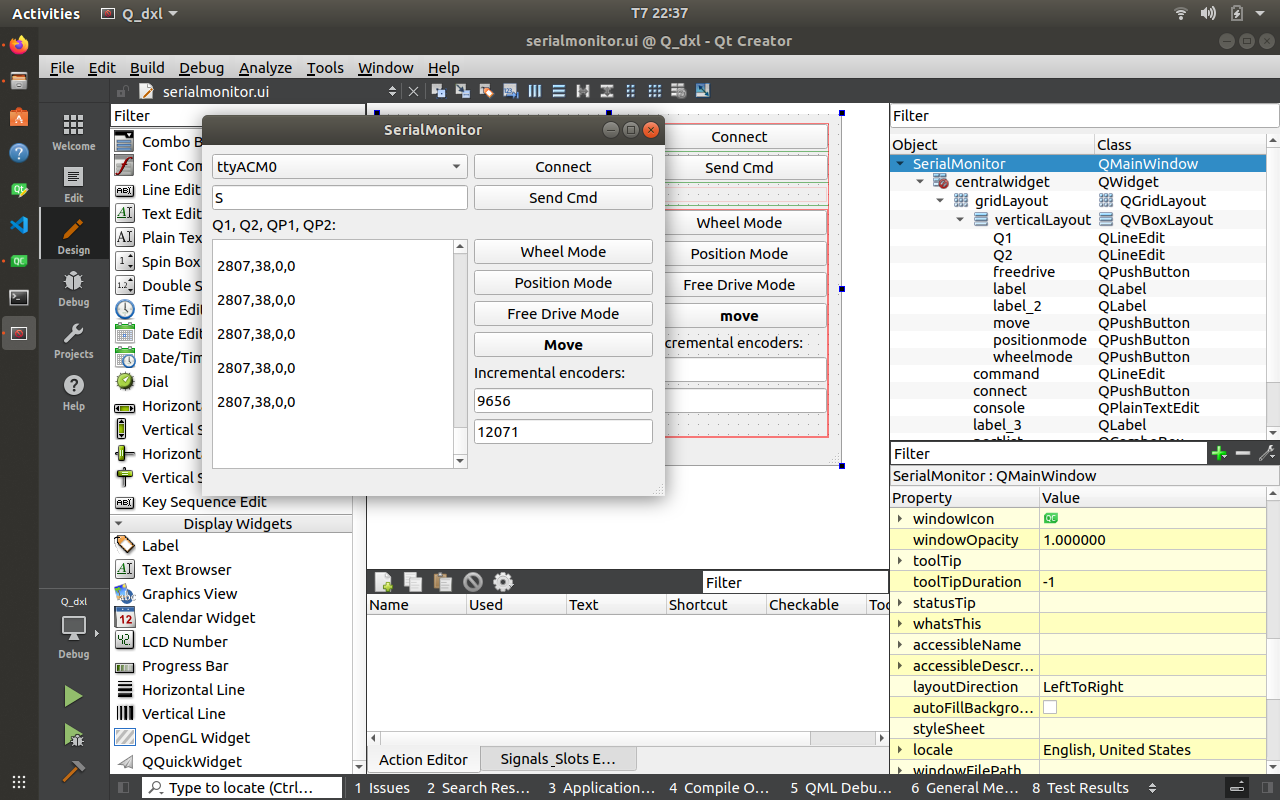 Activities
Q_dxl
T7 22:37
serialmonitor.ui @ Q_dxl - Qt Creator
File Edit Build Debug Analyze Tools Window Help
serialmonitor.ui
Welcome
Edit
Design
Debug
Projects
Help
Q_dxl
Debug
Filter
Combo B
Font Con
Line Edit
Text Edit
Plain Tex
Spin Box
Double S
Time Edi
Date Edit
Date/Tim
Dial
Horizont
Vertical S
Horizont
Vertical S
Key Sequence Edit
Display Widgets
Label
Text Browser
Graphics View
Calendar Widget
LCD Number
Progress Bar
Horizontal Line
Vertical Line
OpenGL Widget
QQuickWidget
SerialMonitor
ttyACM0
Connect
S
Send Cmd
Q1, Q2, QP1, QP2:
2807,38,0,0
2807,38,0,0
2807,38,0,0
2807,38,0,0
2807,38,0,0
Wheel Mode
Position Mode
Free Drive Mode
Move
Incremental encoders:
9656
12071
Connect
Send Cmd
Wheel Mode
Position Mode
Free Drive Mode
move
cremental encoders:
Filter
Name Used Text Shortcut Checkable Too
Action Editor
Signals_Slots E...
Filter
Object Class
SerialMonitor QMainWindow
centralwidget QWidget
gridLayout QGridLayout
verticalLayout QVBoxLayout
Q1 QLineEdit
Q2 QLineEdit
freedrive QPushButton
label QLabel
label_2 QLabel
move QPushButton
positionmode QPushButton
wheelmode QPushButton
command QLineEdit
connect QPushButton
console QPlainTextEdit
label_3 QLabel
portlist QComboBox
Filter
SerialMonitor : QMainWindow
Property Value
windowIcon
windowOpacity 1.000000
toolTip
toolTipDuration -1
statusTip
whatsThis
accessibleName
accessibleDescr...
layoutDirection LeftToRight
autoFillBackgro...
styleSheet
locale English, United States
windowFilePath
Type to locate (Ctrl...
1 Issues
2 Search Res...
3 Application...
4 Compile O...
5 QML Debu...
6 General Me...
8 Test Results